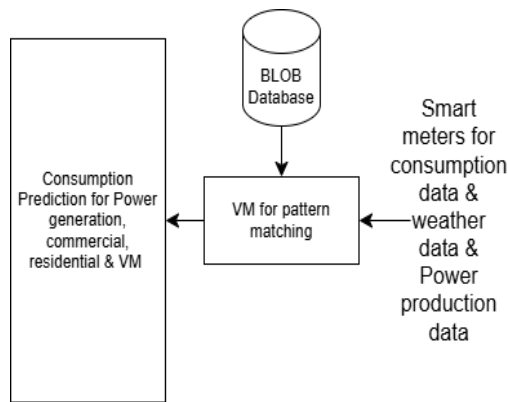 BLOB
Database
Consumption
Prediction for Power
generation,
commercial,
residential & VM
VM for pattern
matching
Smart
meters for
consumption
data &
weather
data &
Power
production
data